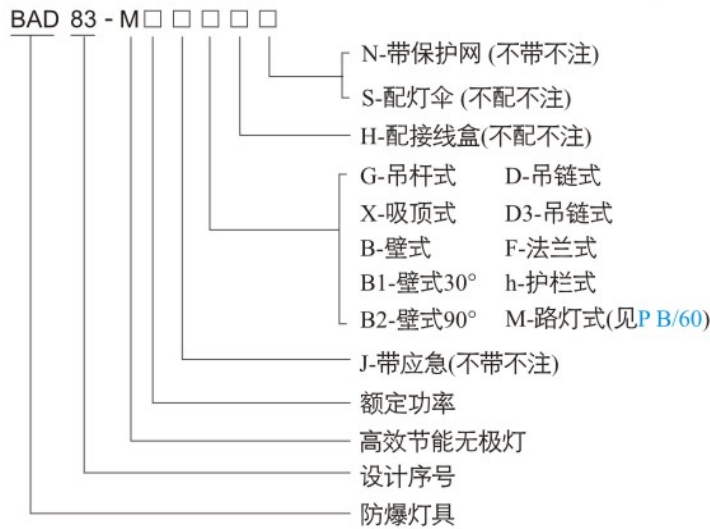 BAD 83-M□□□□□
N-带保护网 (不带不注)
S-配灯伞 (不配不注)
H-配接线盒(不配不注)
G-吊杆式 D-吊链式
X-吸顶式 D3-吊链式
B-壁式 F-法兰式
B1-壁式30° h-护栏式
B2-壁式90° M-路灯式(见P B/60)
J-带应急(不带不注)
额定功率
高效节能无极灯
设计序号
防爆灯具